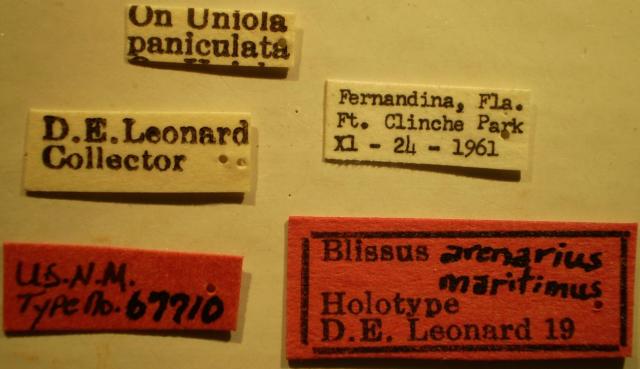 On Uniola
paniculata
Fernandina, Fla.
Ft. Clinche Park
XI - 24 - 1961
D.E.Leonard
Collector
U.S.N.M.
Type No. 67710
Blissus arenarius
maritimus
Holotype
D.E. Leonard 19